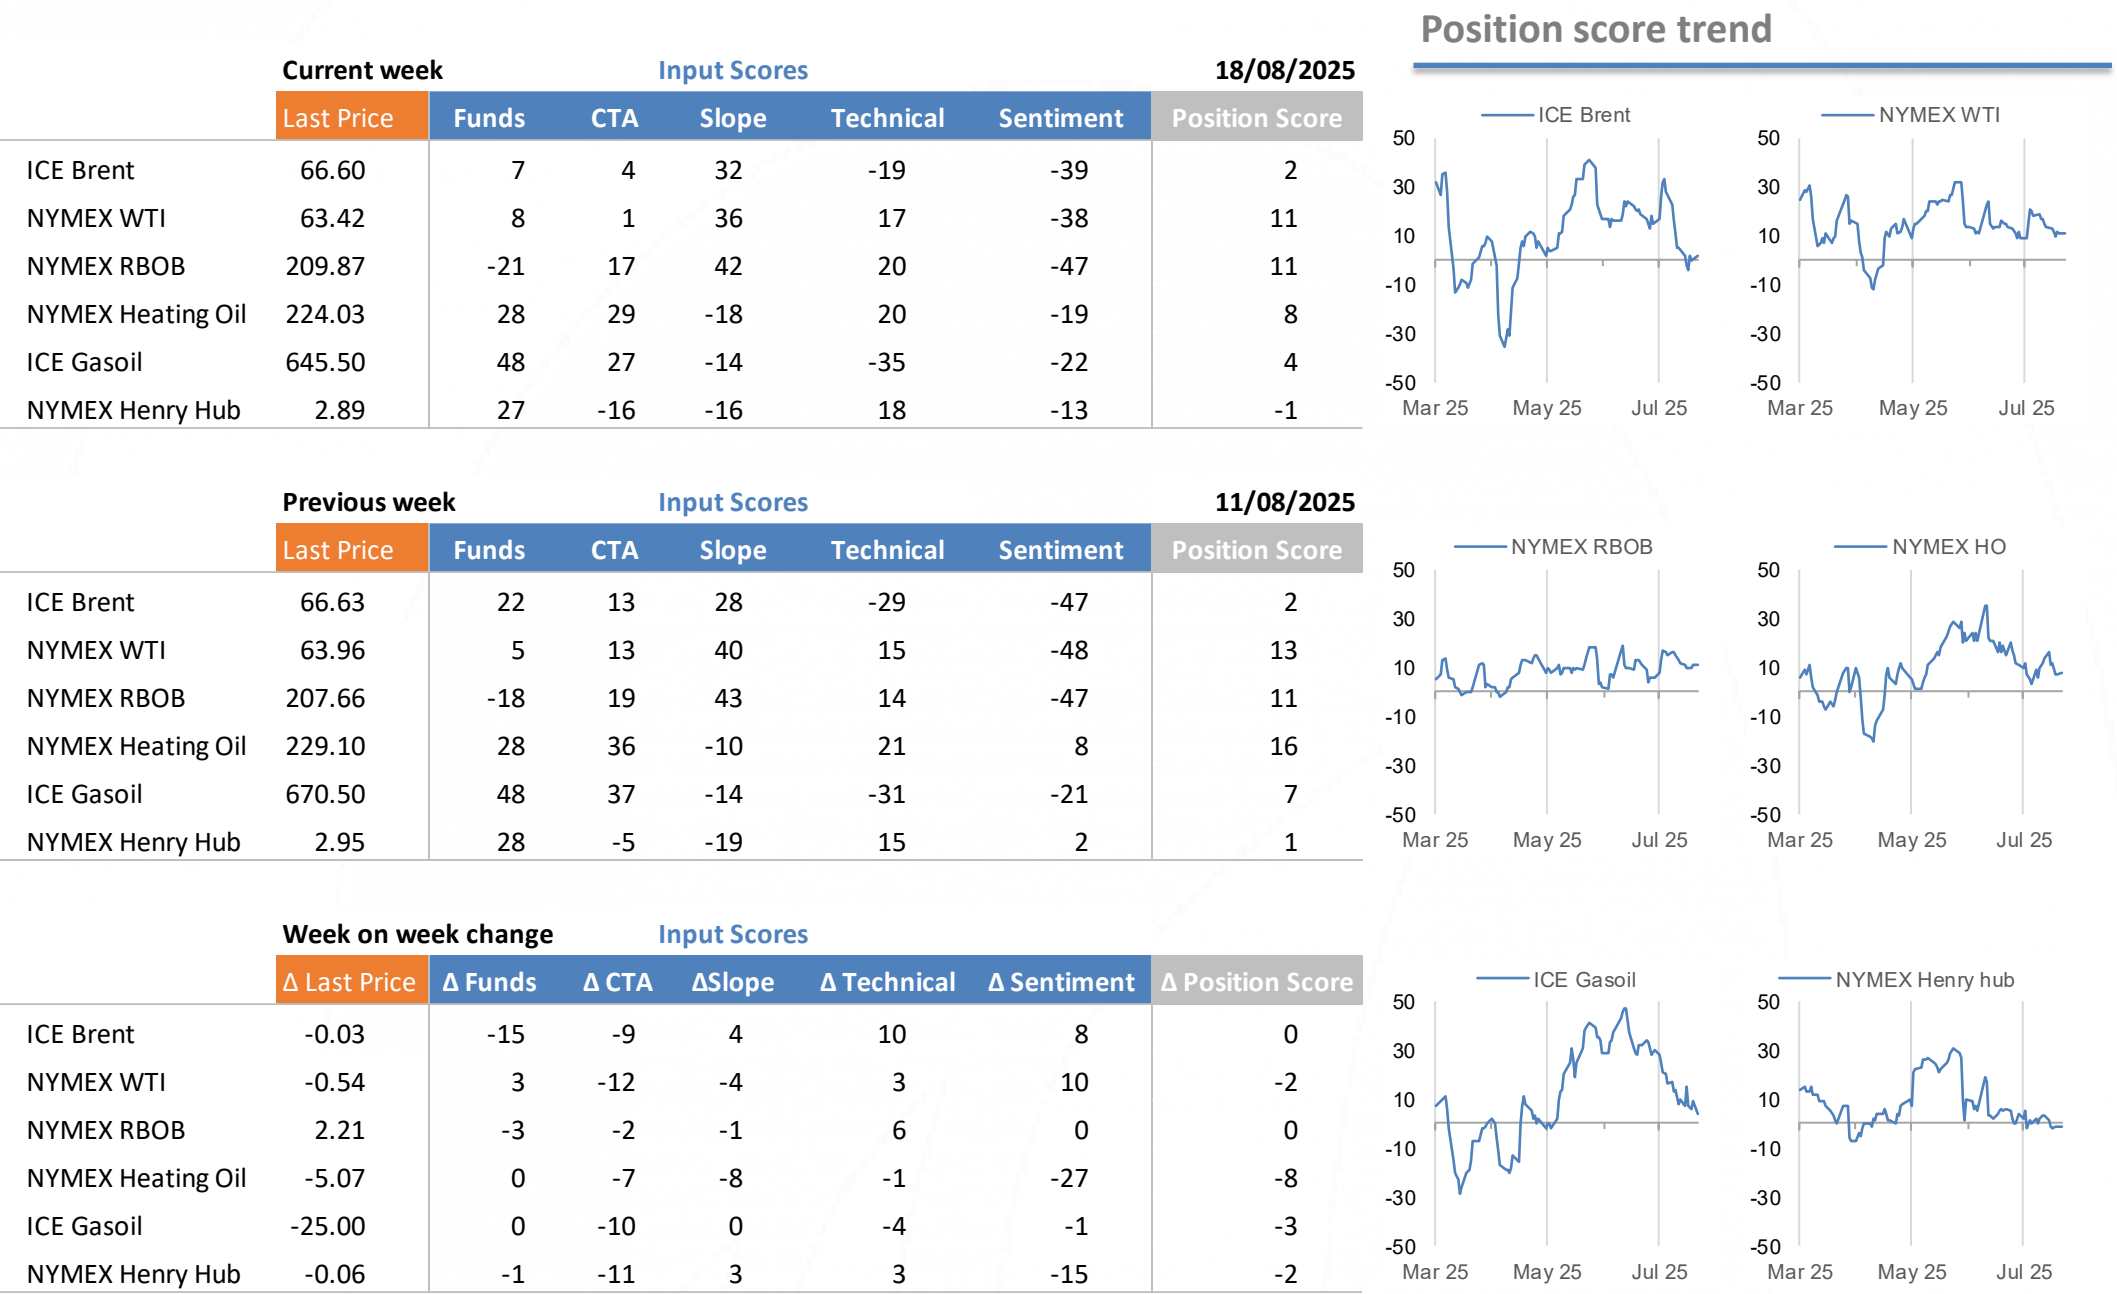 Position score trend
Current week Input Scores 18/08/2025
Last Price Funds CTA Slope Technical Sentiment Position Score
ICE Brent 66.60 7 4 32 -19 -39 2
NYMEX WTI 63.42 8 1 36 17 -38 11
NYMEX RBOB 209.87 -21 17 42 20 -47 11
NYMEX Heating Oil 224.03 28 29 -18 20 -19 8
ICE Gasoil 645.50 48 27 -14 -35 -22 4
NYMEX Henry Hub 2.89 27 -16 -16 18 -13 -1
ICE Brent
50
30
10
-10
-30
-50
Mar 25 May 25 Jul 25
NYMEX WTI
50
30
10
-10
-30
-50
Mar 25 May 25 Jul 25
Previous week Input Scores 11/08/2025
Last Price Funds CTA Slope Technical Sentiment Position Score
ICE Brent 66.63 22 13 28 -29 -47 2
NYMEX WTI 63.96 5 13 40 15 -48 13
NYMEX RBOB 207.66 -18 19 43 14 -47 11
NYMEX Heating Oil 229.10 28 36 -10 21 8 16
ICE Gasoil 670.50 48 37 -14 -31 -21 7
NYMEX Henry Hub 2.95 28 -5 -19 15 2 1
NYMEX RBOB
50
30
10
-10
-30
-50
Mar 25 May 25 Jul 25
NYMEX HO
50
30
10
-10
-30
-50
Mar 25 May 25 Jul 25
Week on week change Input Scores
Δ Last Price Δ Funds Δ CTA ΔSlope Δ Technical Δ Sentiment Δ Position Score
ICE Brent -0.03 -15 -9 4 10 8 0
NYMEX WTI -0.54 3 -12 -4 3 10 -2
NYMEX RBOB 2.21 -3 -2 -1 6 0 0
NYMEX Heating Oil -5.07 0 -7 -8 -1 -27 -8
ICE Gasoil -25.00 0 -10 0 -4 -1 -3
NYMEX Henry Hub -0.06 -1 -11 3 3 -15 -2
ICE Gasoil
50
30
10
-10
-30
-50
Mar 25 May 25 Jul 25
NYMEX Henry hub
50
30
10
-10
-30
-50
Mar 25 May 25 Jul 25